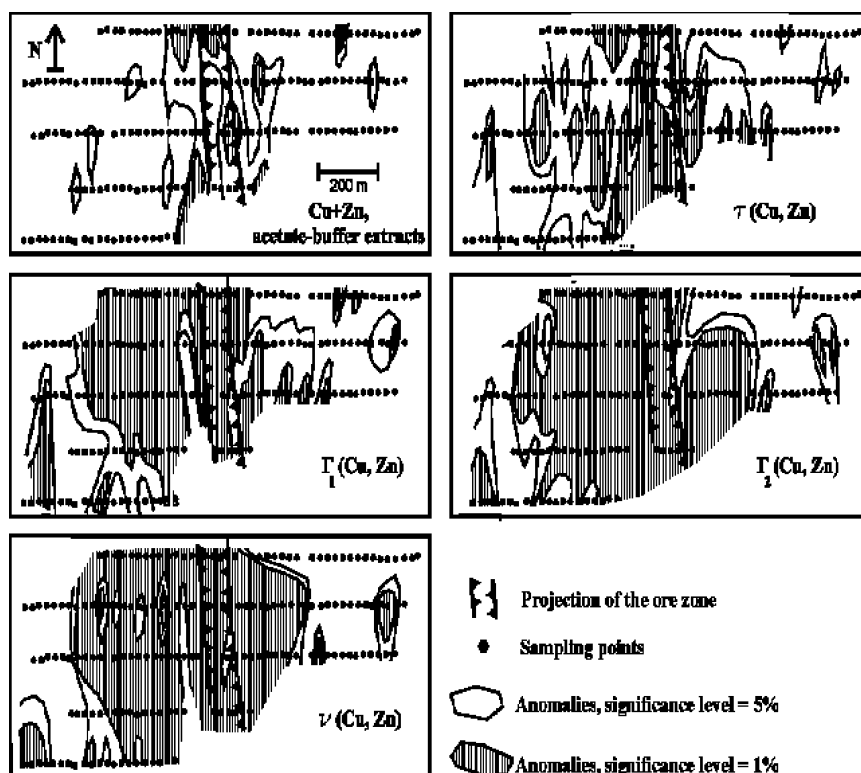 N
200 m
Cu+Zn,
acetate-buffer extracts
τ (Cu, Zn)
Γ₁ (Cu, Zn)
Γ₂ (Cu, Zn)
ν (Cu, Zn)
Projection of the ore zone
Sampling points
Anomalies, significance level = 5%
Anomalies, significance level = 1%